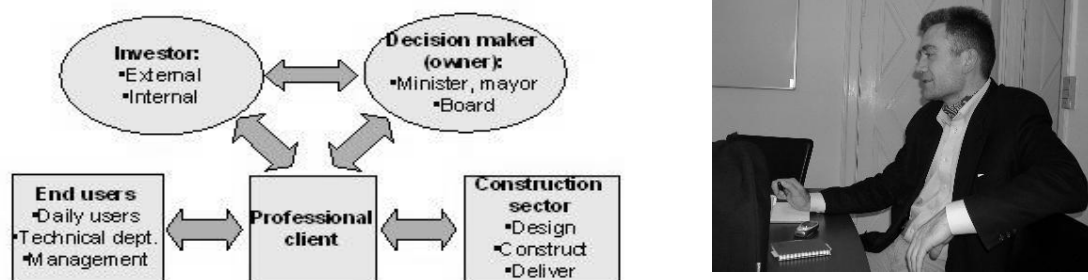 Investor:
▪External
▪Internal
Decision maker
(owner):
▪Minister, mayor
▪Board
End users
▪Daily users
▪Technical dept.
▪Management
Professional
client
Construction
sector
▪Design
▪Construct
▪Deliver